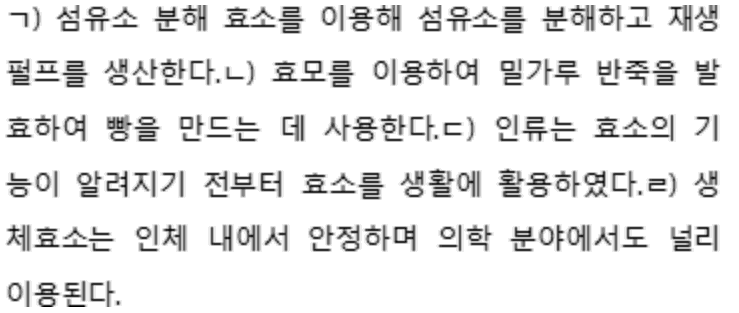 ㄱ) 섬유소 분해 효소를 이용해 섬유소를 분해하고 재생
펄프를 생산한다.ㄴ) 효모를 이용하여 밀가루 반죽을 발
효하여 빵을 만드는 데 사용한다.ㄷ) 인류는 효소의 기
능이 알려지기 전부터 효소를 생활에 활용하였다.ㄹ) 생
체효소는 인체 내에서 안정하며 의학 분야에서도 널리
이용된다.